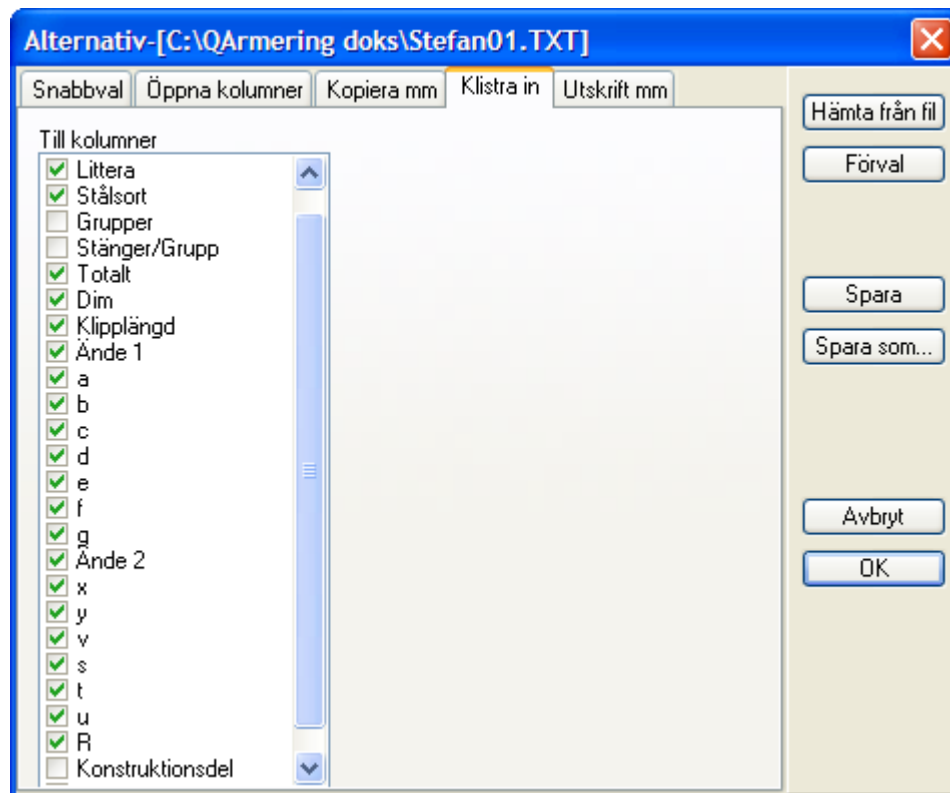 Alternativ-[C:\QArmering doks\Stefan01.TXT]
Snabbval Öppna kolumner Kopiera mm Klistra in Utskrift mm
Till kolumner
Littera
Stålsort
Grupper
Stänger/Grupp
Totalt
Dim
Klipplängd
Ände 1
a
b
c
d
e
f
g
Ände 2
x
y
v
s
t
u
R
Konstruktionsdel
Hämta från fil
Förval
Spara
Spara som...
Avbryt
OK